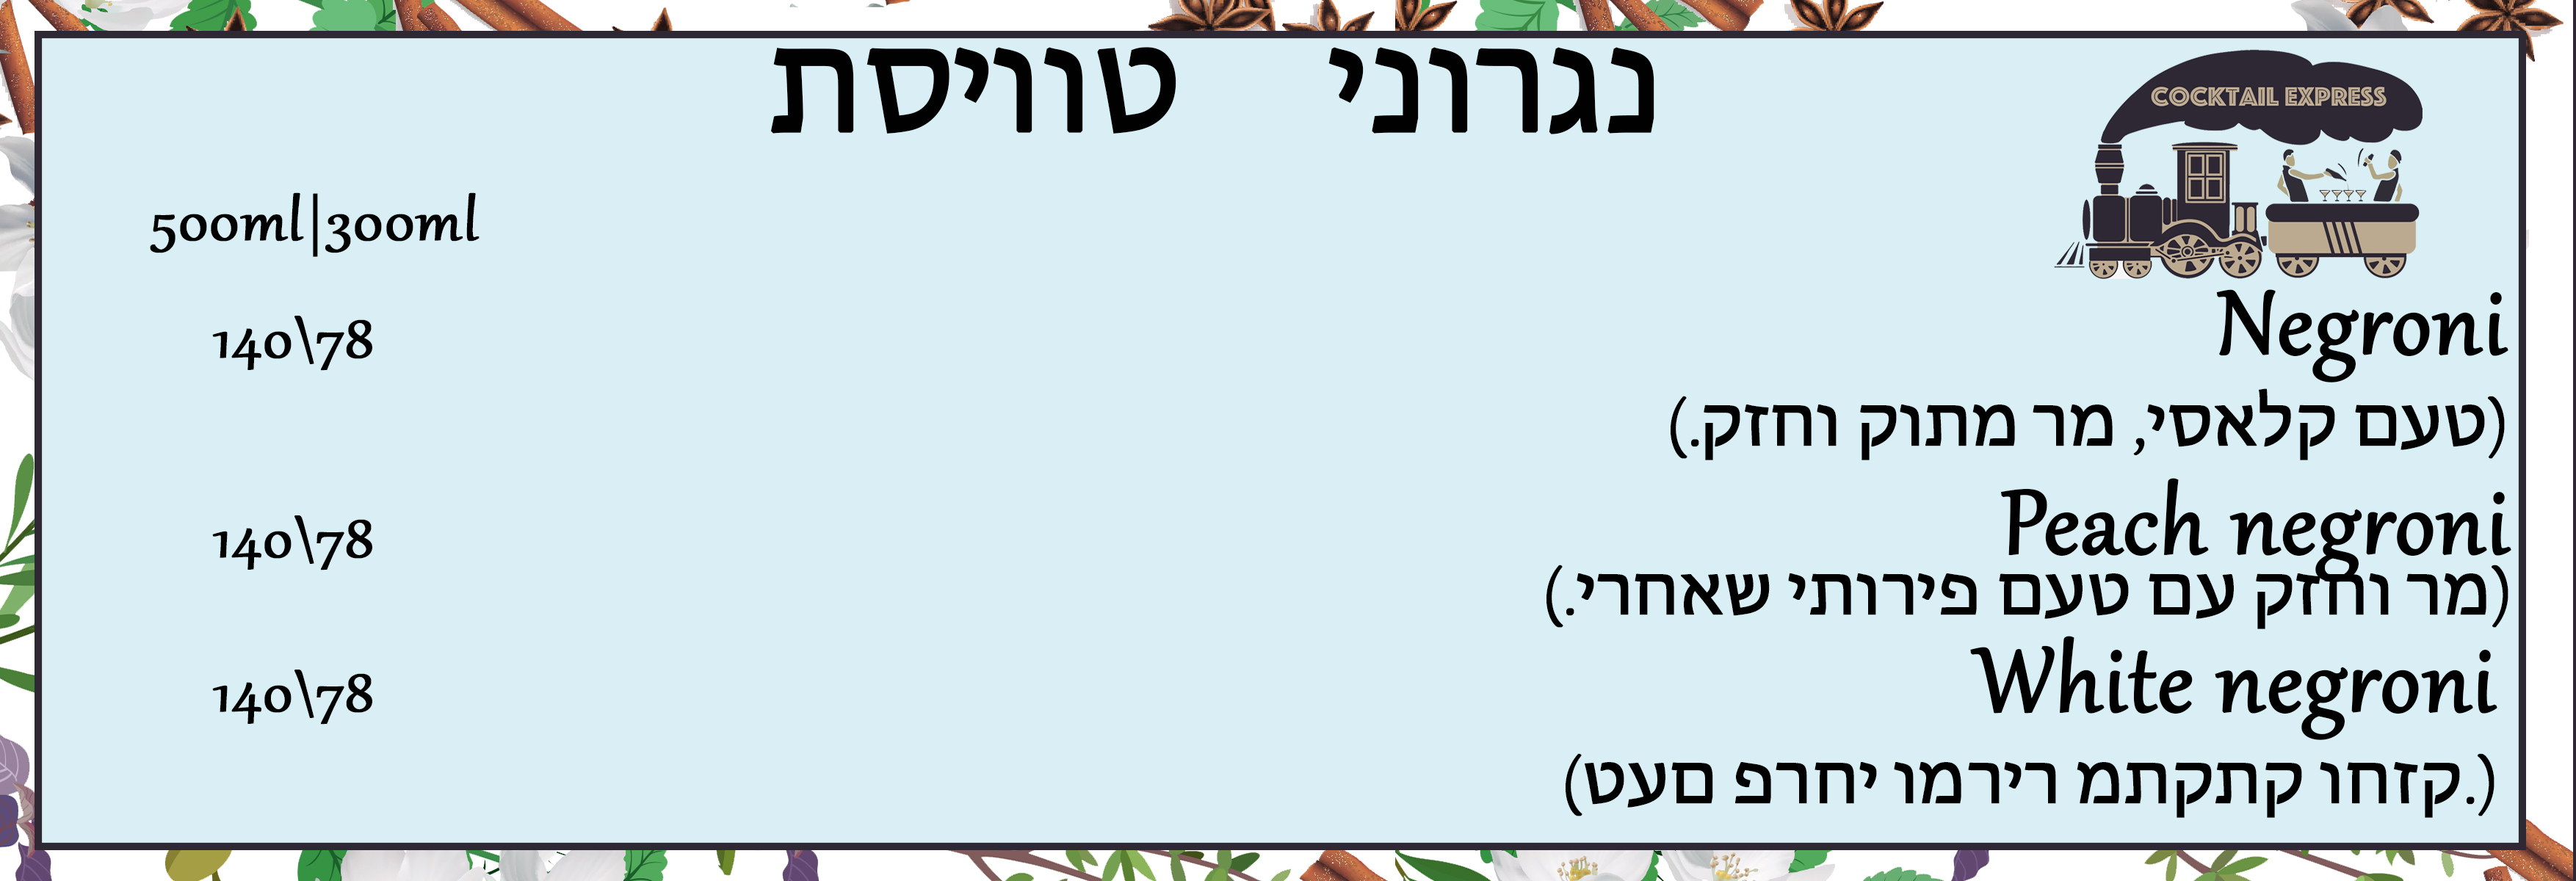 COCKTAIL EXPRESS
נגרוני טוויסת
500ml|300ml
Negroni
140\78
(טעם קלאסי, מר מתוק וחזק.)
Peach negroni
140\78
(מר וחזק עם טעם פירותי שאחרי.)
White negroni
140\78
(.קזחו קתקתמ רירמו יחרפ םעט)